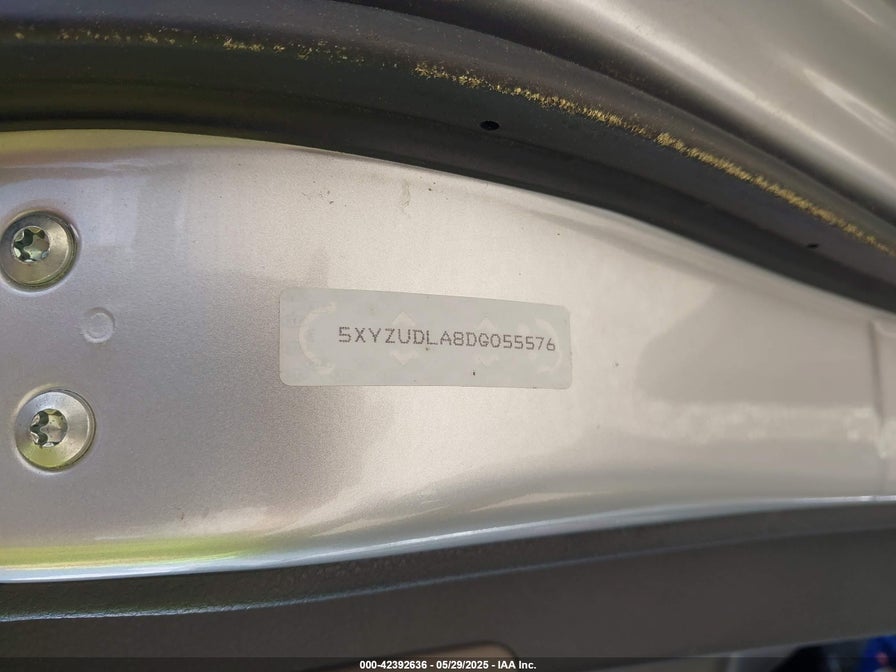 5XYZUDLA8DG055576
000-42392636 - 05/29/2025 - IAA Inc.